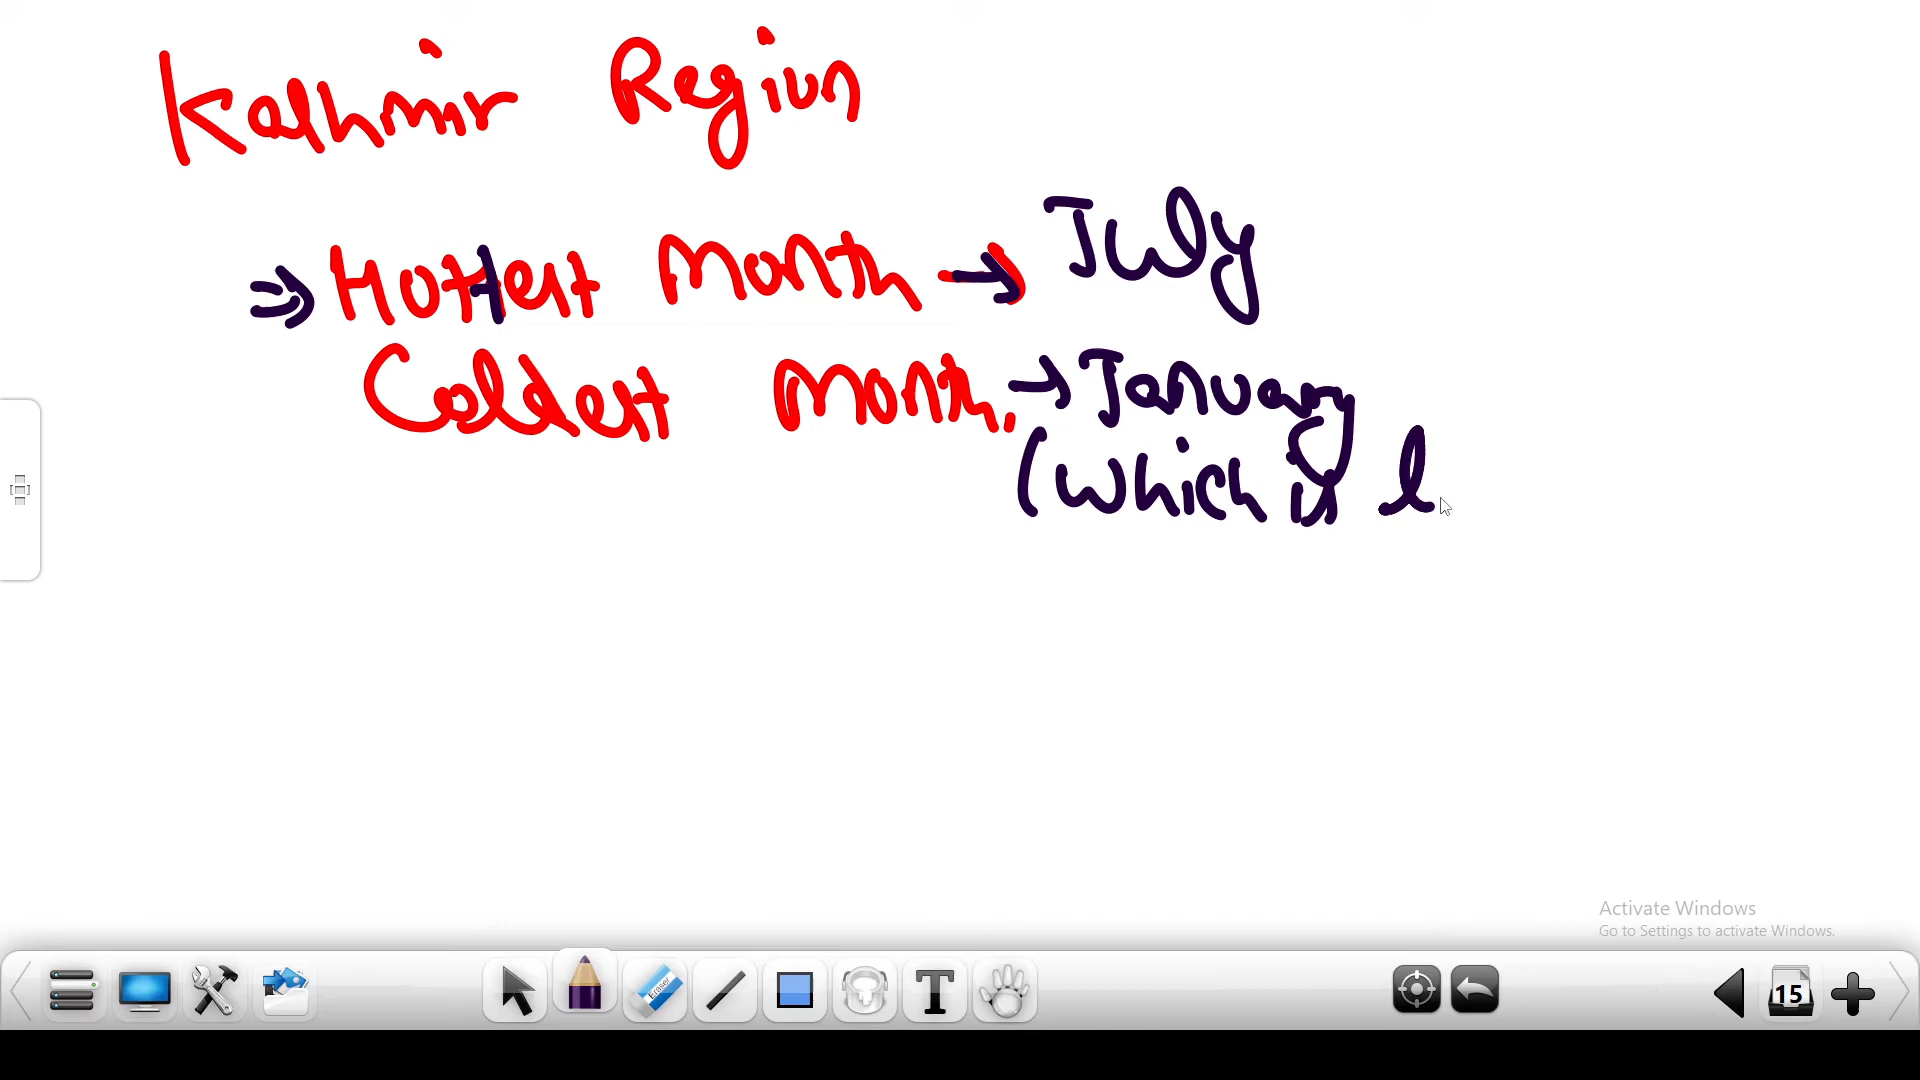 Kashmir Region
⇒ Hottest Month → July
Coldest Month. → January
(Which is l
Activate Windows
Go to Settings to activate Windows.
Eraser
T
15